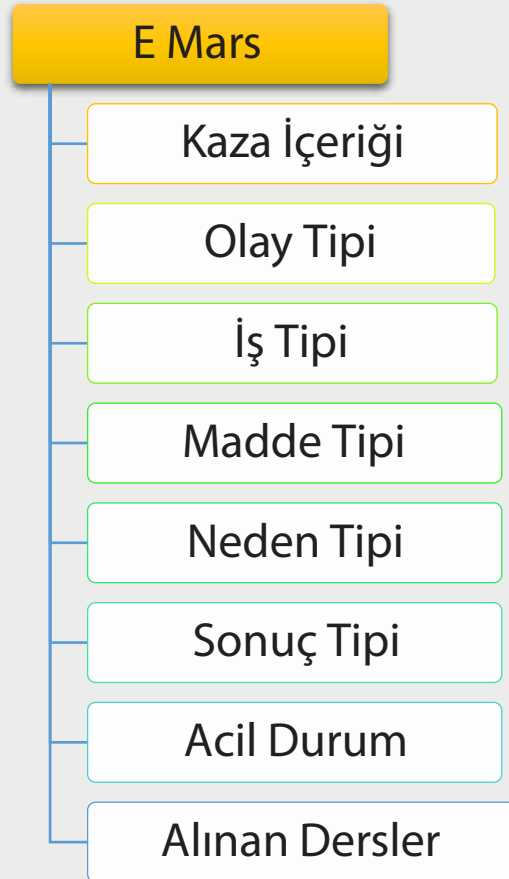 E Mars
Kaza İçeriği
Olay Tipi
İş Tipi
Madde Tipi
Neden Tipi
Sonuç Tipi
Acil Durum
Alınan Dersler